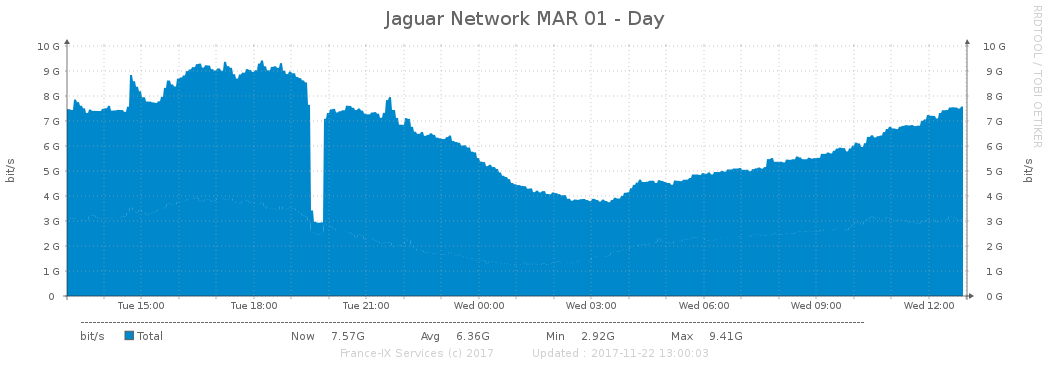 Jaguar Network MAR 01 - Day
RRDTOOL / TOBI OETIKER
bit/s
10 G 10 G
9 G 9 G
8 G 8 G
7 G 7 G
6 G 6 G
5 G 5 G
4 G 4 G
3 G 3 G
2 G 2 G
1 G 1 G
0 0 G
bit/s
Tue 15:00 Tue 18:00 Tue 21:00 Wed 00:00 Wed 03:00 Wed 06:00 Wed 09:00 Wed 12:00
bit/s Total Now 7.57G Avg 6.36G Min 2.92G Max 9.41G
France-IX Services (c) 2017 Updated : 2017-11-22 13:00:03